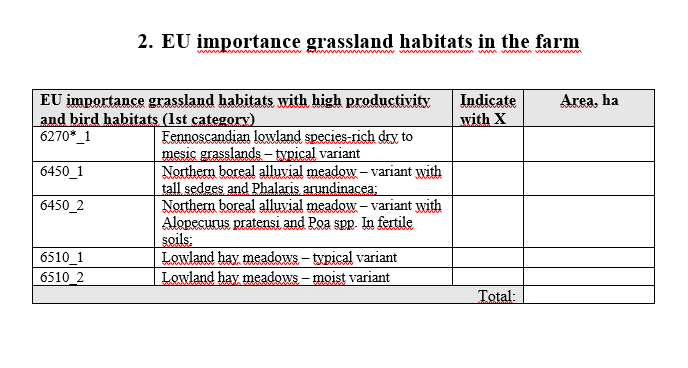 2. EU importance grassland habitats in the farm
EU importance grassland habitats with high productivity Indicate Area, ha
and bird habitats (1st category) with X
6270*_1 Fennoscandian lowland species-rich dry to
mesic grasslands – typical variant
6450_1 Northern boreal alluvial meadow – variant with
tall sedges and Phalaris arundinacea;
6450_2 Northern boreal alluvial meadow – variant with
Alopecurus pratensi and Poa spp. In fertile
soils;
6510_1 Lowland hay meadows – typical variant
6510_2 Lowland hay meadows – moist variant
Total: